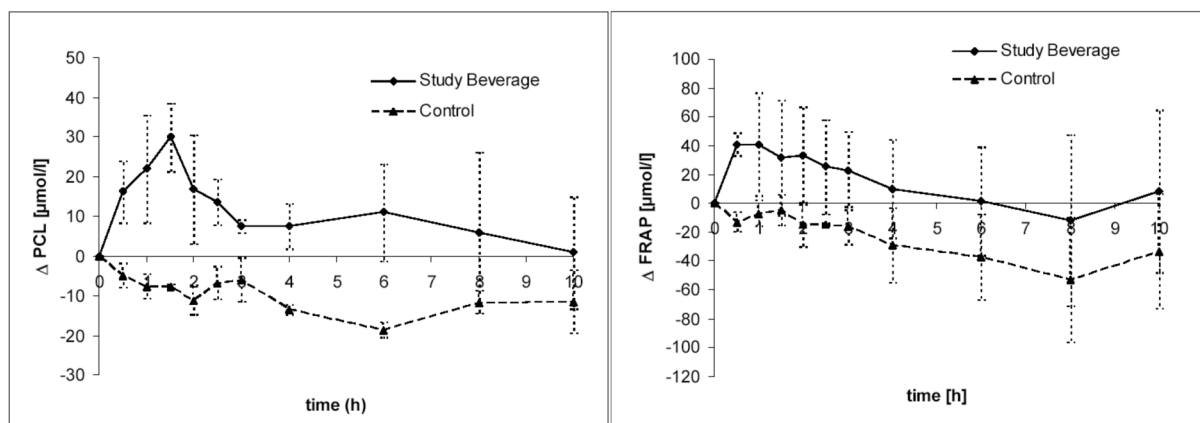 50
40
30
20
10
0
-10
-20
-30
Δ PCL [µmol/l]
Study Beverage
Control
0 1 2 3 4 5 6 7 8 9 10
time (h)
100
80
60
40
20
0
-20
-40
-60
-80
-100
-120
Δ FRAP [µmol/l]
Study Beverage
Control
0 1 2 3 4 5 6 7 8 9 10
time [h]